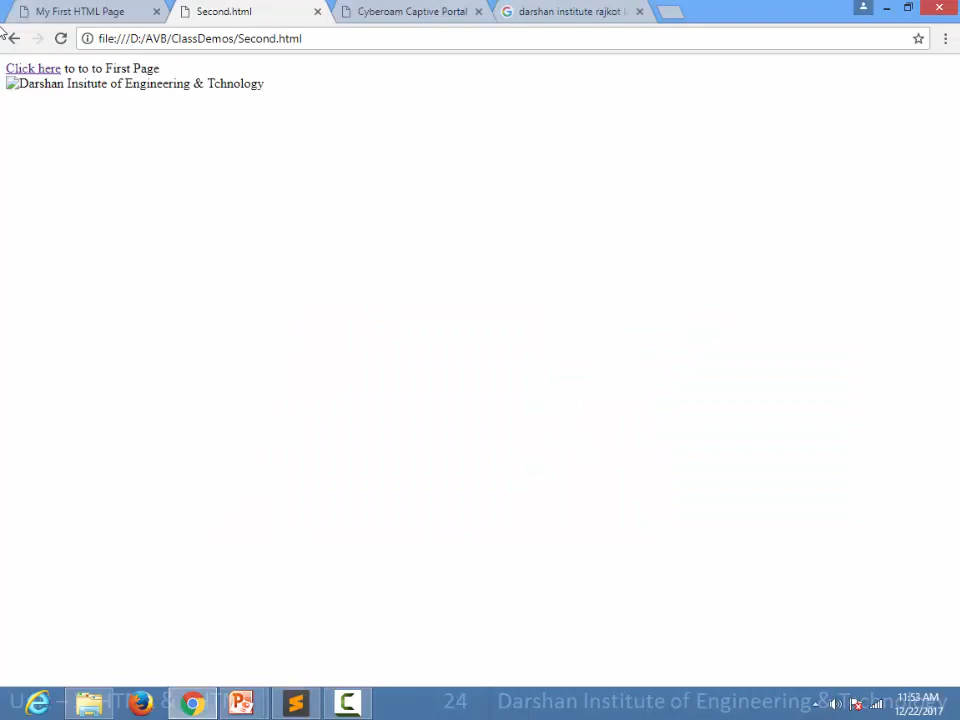 My First HTML Page
Second.html
Cyberoam Captive Portal
darshan institute rajkot
file:///D:/AVB/ClassDemos/Second.html
Click here to to to First Page
Darshan Insitute of Engineering & Tchnology
24
Darshan Institute of Engineering & Technology
11:53 AM
12/22/2017